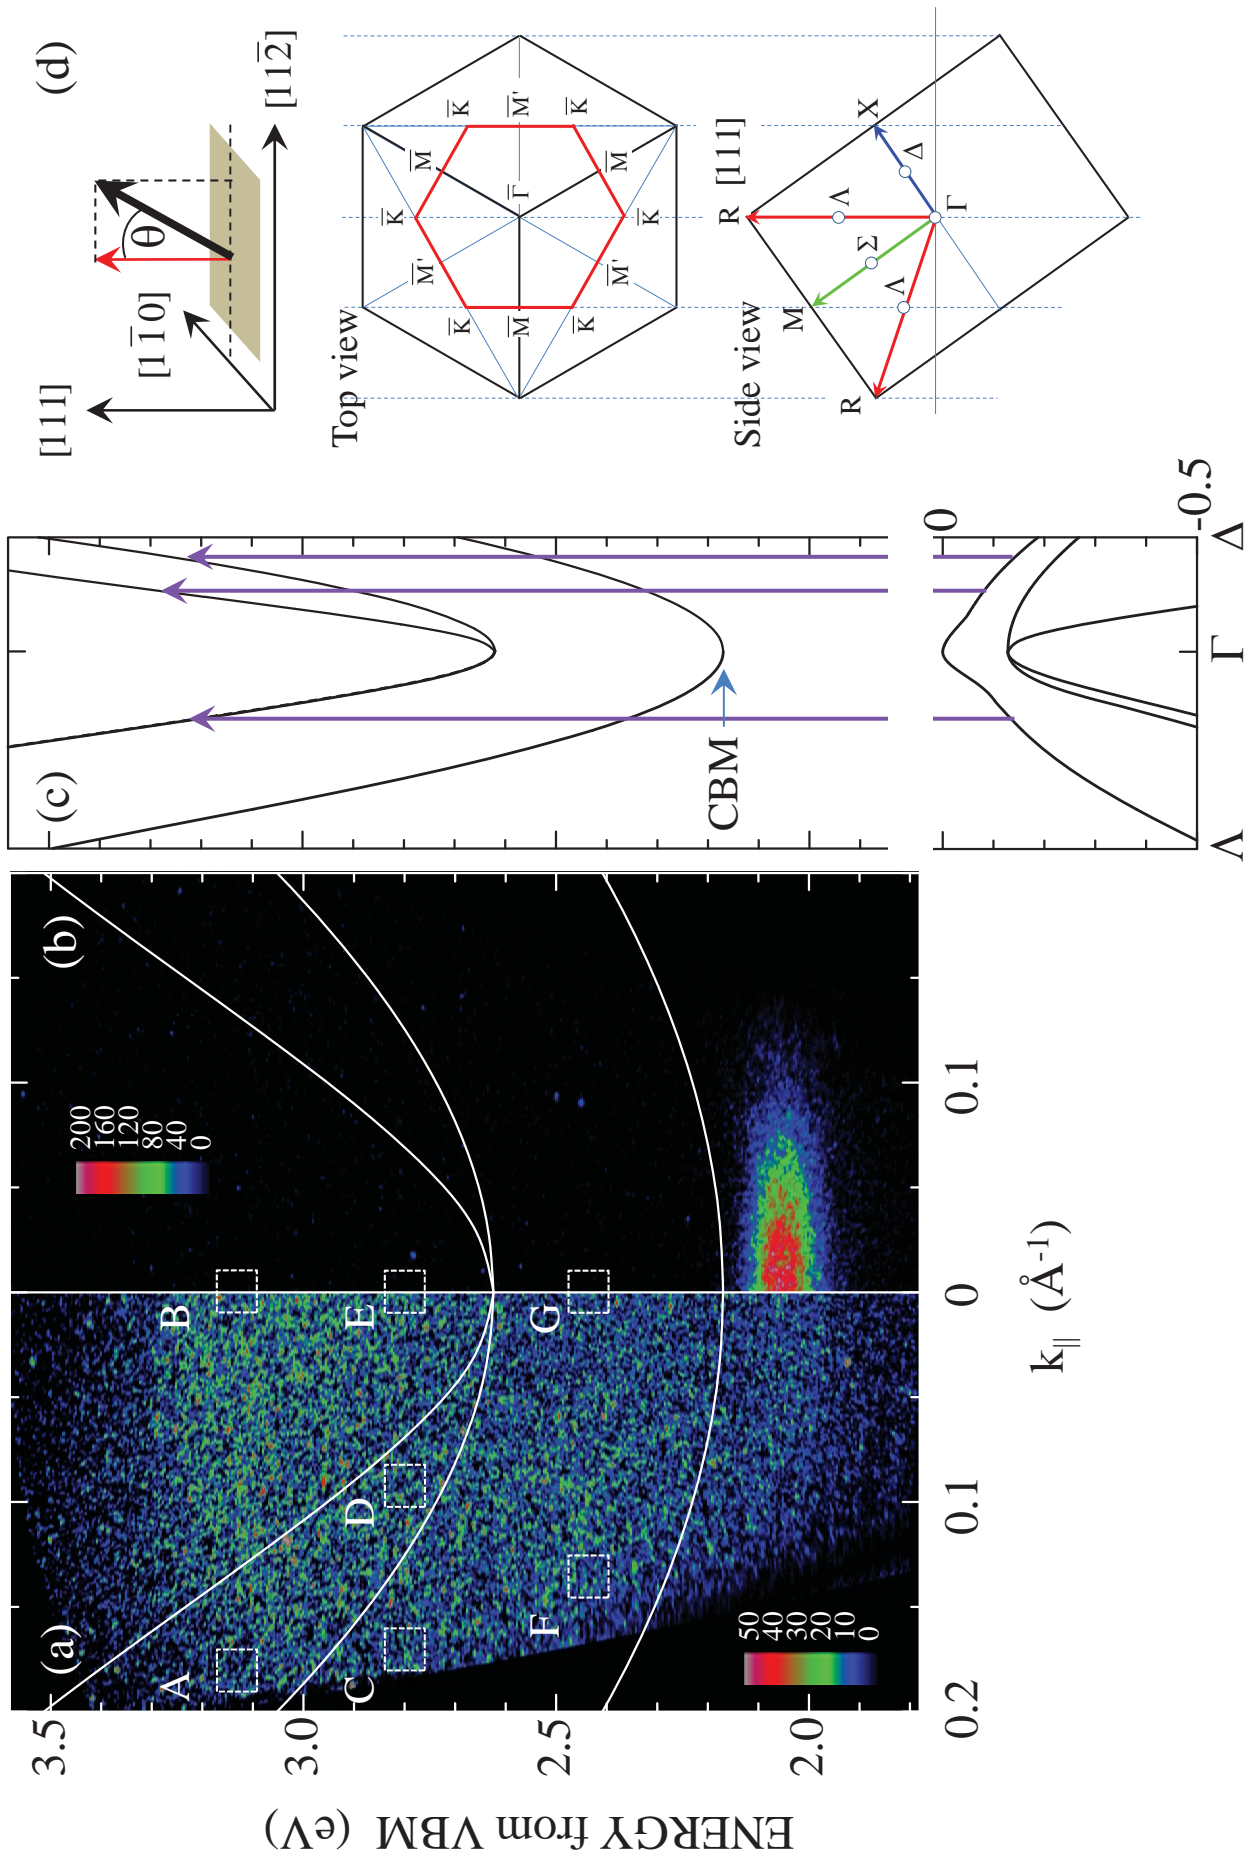 (a)
(b)
(c)
(d)
ENERGY from VBM (eV)
3.5
3.0
2.5
2.0
A
B
C
D
E
F
G
50
40
30
20
10
0
200
160
120
80
40
0
0.2
0.1
0
0.1
k|| (Å-1)
CBM
0
-0.5
Λ
Γ
Δ
[111]
[11̅0]
[112̅]
θ
Top view
K̅
M̅
K̅
M̅'
K̅
M̅'
Γ̅
M̅'
K̅
M̅
K̅
M̅
K̅
Side view
R
[111]
M
X
Λ
Σ
Δ
R
Λ
Γ